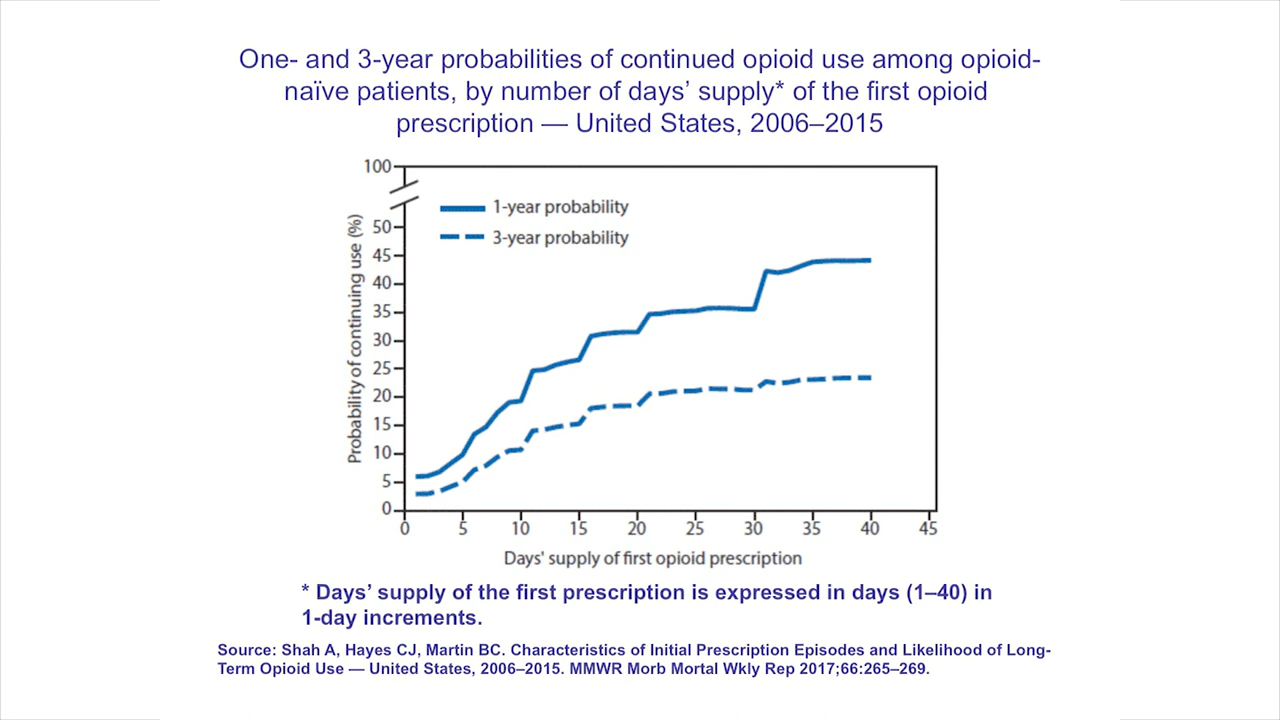 One- and 3-year probabilities of continued opioid use among opioid-
naïve patients, by number of days’ supply* of the first opioid
prescription — United States, 2006–2015
100
50
45
40
35
30
25
20
15
10
5
0
Probability of continuing use (%)
1-year probability
3-year probability
0 5 10 15 20 25 30 35 40 45
Days' supply of first opioid prescription
* Days’ supply of the first prescription is expressed in days (1–40) in
1-day increments.
Source: Shah A, Hayes CJ, Martin BC. Characteristics of Initial Prescription Episodes and Likelihood of Long-
Term Opioid Use — United States, 2006–2015. MMWR Morb Mortal Wkly Rep 2017;66:265–269.